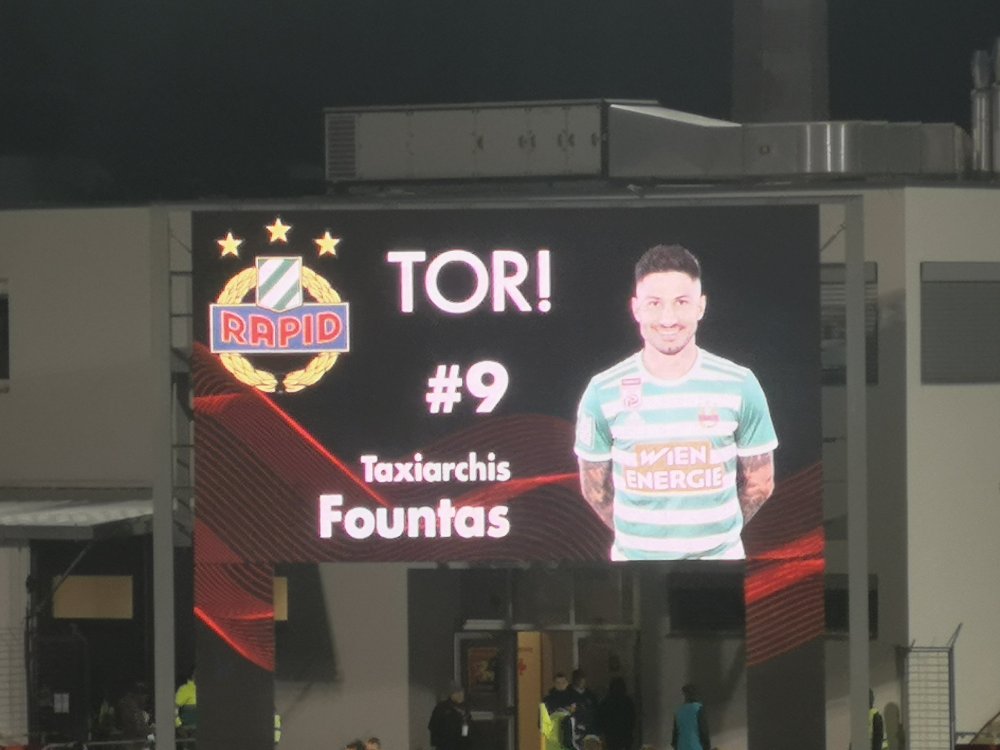 RAPID
TOR!
#9
Taxiarchis
Fountas
WIEN
ENERGIE